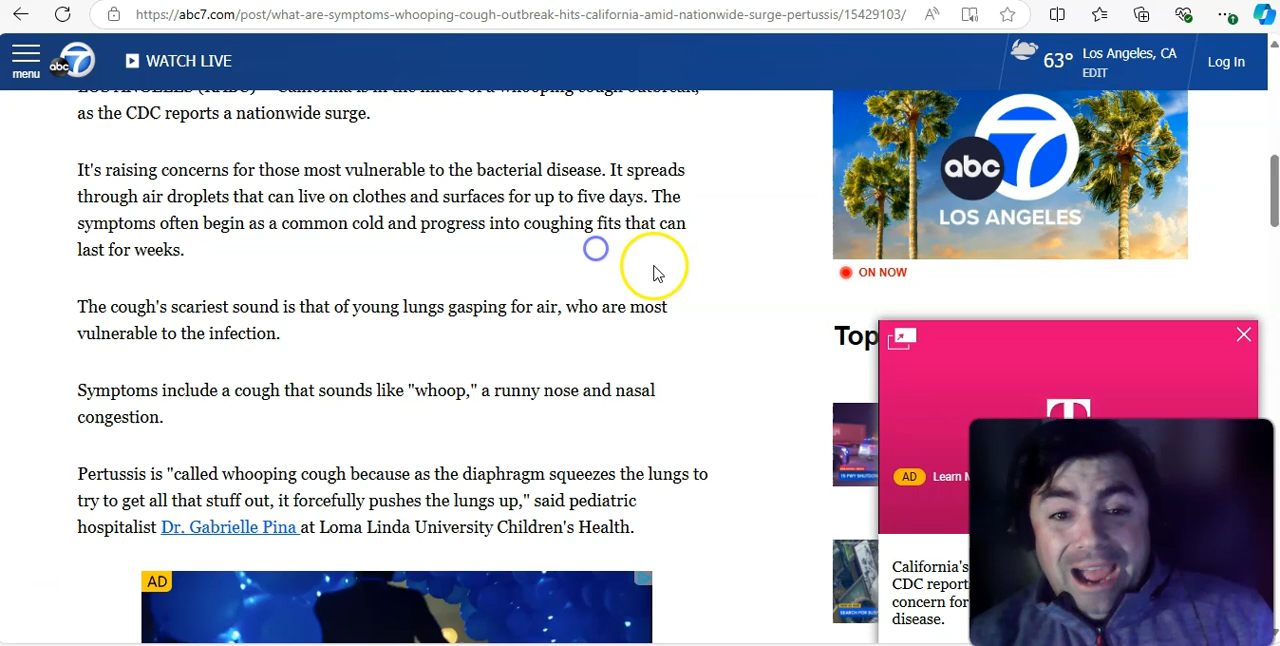 https://abc7.com/post/what-are-symptoms-whooping-cough-outbreak-hits-california-amid-nationwide-surge-pertussis/15429103/
menu
abc 7
WATCH LIVE
63°
Los Angeles, CA
EDIT
Log In
LOS ANGELES (KABC) -- California is in the midst of a whooping cough outbreak,
as the CDC reports a nationwide surge.
It's raising concerns for those most vulnerable to the bacterial disease. It spreads
through air droplets that can live on clothes and surfaces for up to five days. The
symptoms often begin as a common cold and progress into coughing fits that can
last for weeks.
The cough's scariest sound is that of young lungs gasping for air, who are most
vulnerable to the infection.
Symptoms include a cough that sounds like "whoop," a runny nose and nasal
congestion.
Pertussis is "called whooping cough because as the diaphragm squeezes the lungs to
try to get all that stuff out, it forcefully pushes the lungs up," said pediatric
hospitalist Dr. Gabrielle Pina at Loma Linda University Children's Health.
AD
abc 7
LOS ANGELES
ON NOW
Top
T
AD Learn
California's
CDC report
concern for
disease.